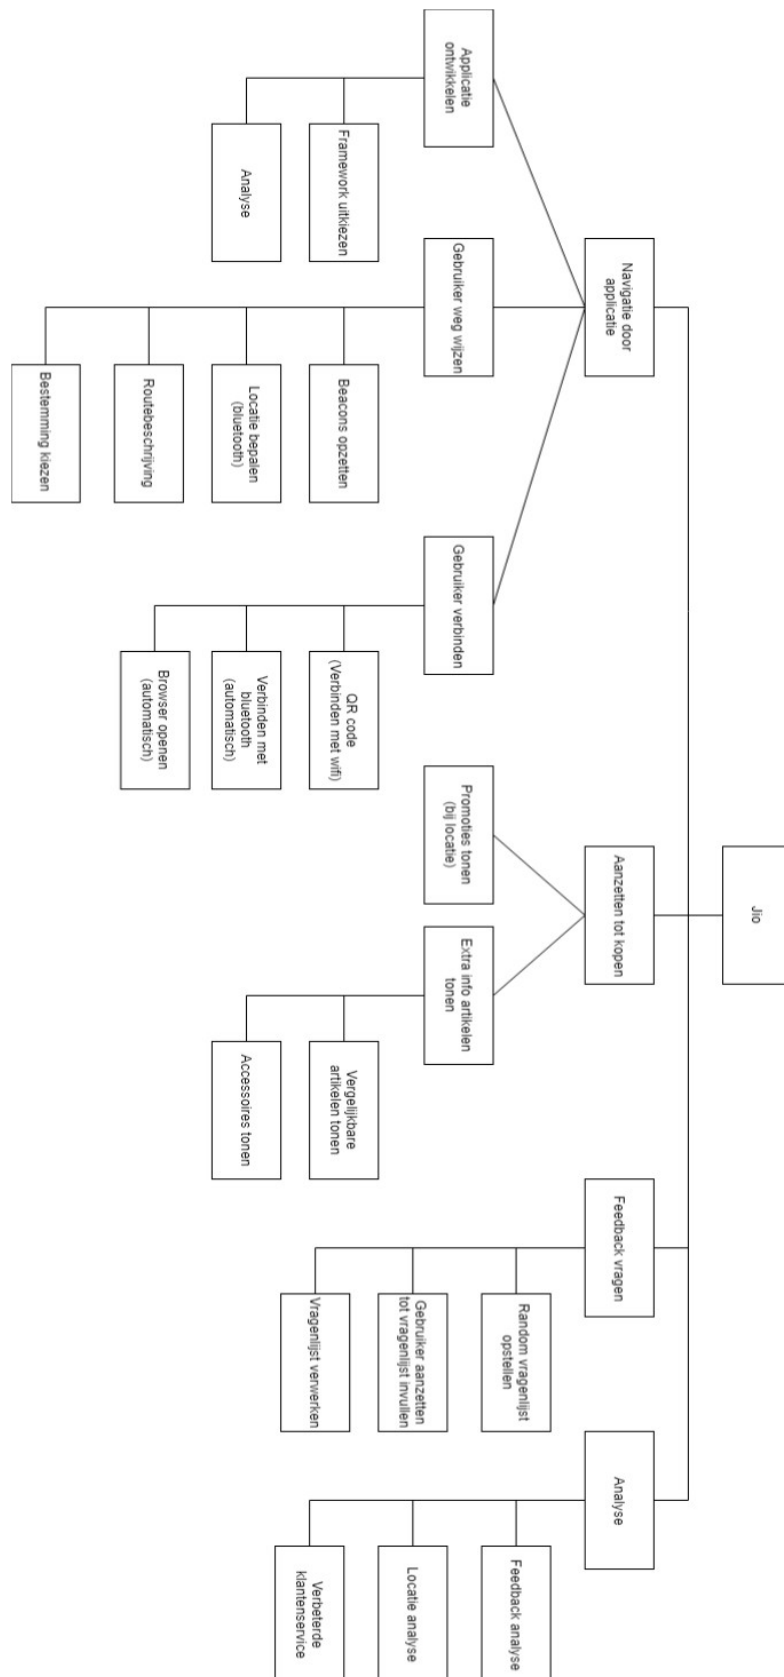 Jio
Navigatie door
applicatie
Aanzetten tot kopen
Feedback vragen
Analyse
Applicatie
ontwikkelen
Gebruiker weg wijzen
Gebruiker verbinden
Promoties tonen
(bij locatie)
Extra info artikelen
tonen
Framework uitkiezen
Analyse
Beacons opzetten
Locatie bepalen
(bluetooth)
Routebeschrijving
Bestemming kiezen
QR code
(Verbinden met wifi)
Verbinden met
bluetooth
(automatisch)
Browser openen
(automatisch)
Vergelijkbare
artikelen tonen
Accessoires tonen
Random vragenlijst
opstellen
Gebruiker aanzetten
tot vragenlijst invullen
Vragenlijst verwerken
Feedback analyse
Locatie analyse
Verbeterde
klantenservice